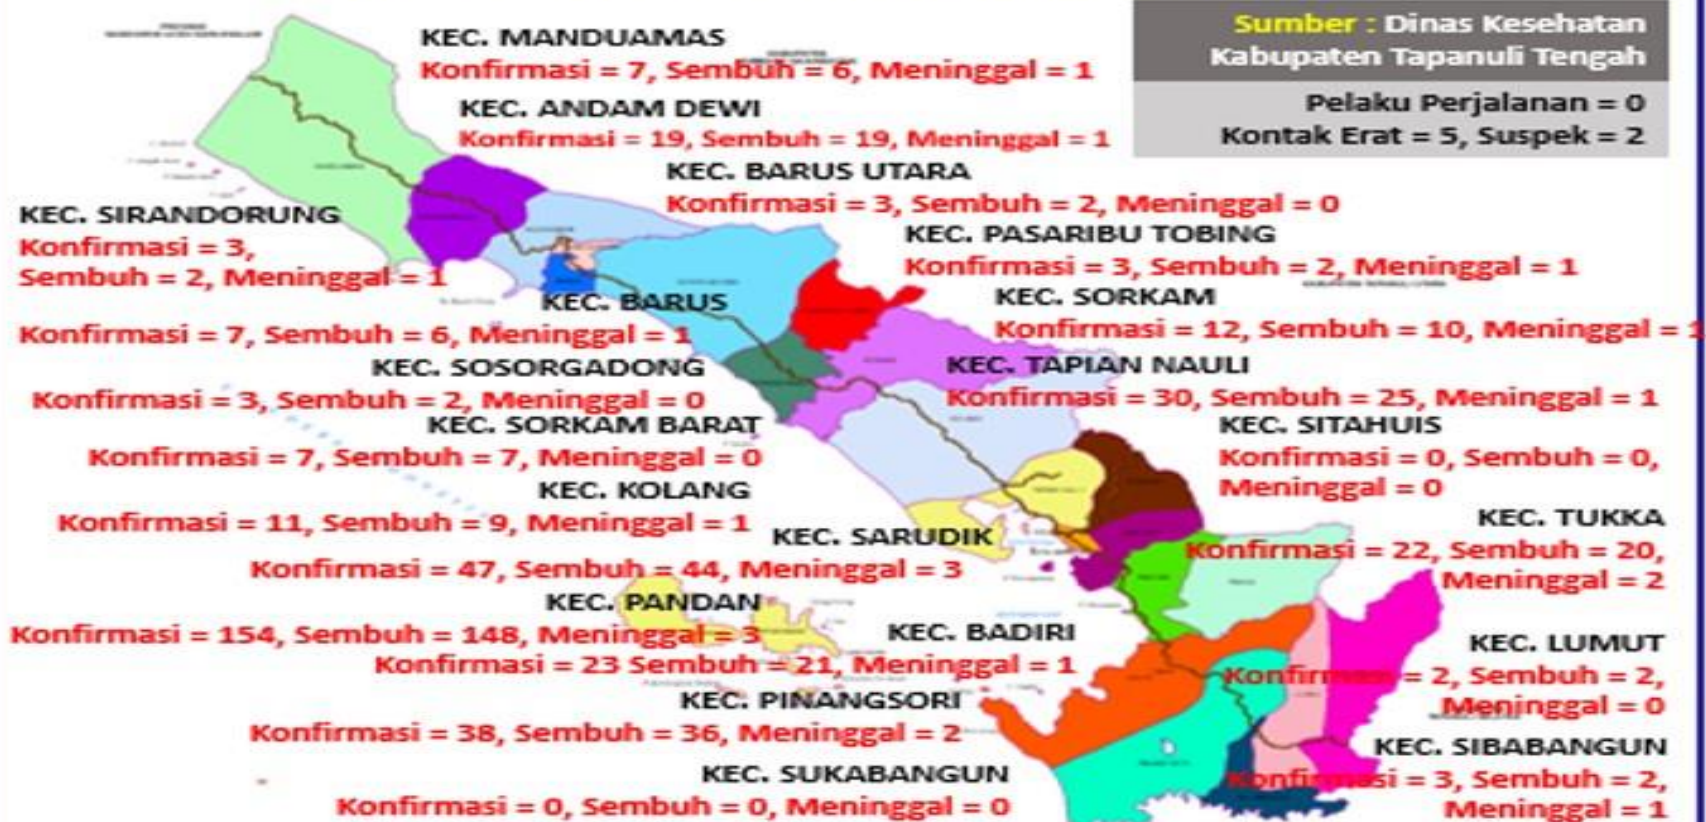 Sumber : Dinas Kesehatan
Kabupaten Tapanuli Tengah
Pelaku Perjalanan = 0
Kontak Erat = 5, Suspek = 2
KEC. MANDUAMAS
Konfirmasi = 7, Sembuh = 6, Meninggal = 1
KEC. ANDAM DEWI
Konfirmasi = 19, Sembuh = 19, Meninggal = 1
KEC. BARUS UTARA
Konfirmasi = 3, Sembuh = 2, Meninggal = 0
KEC. SIRANDORUNG
Konfirmasi = 3,
Sembuh = 2, Meninggal = 1
KEC. PASARIBU TOBING
Konfirmasi = 3, Sembuh = 2, Meninggal = 1
KEC. BARUS
Konfirmasi = 7, Sembuh = 6, Meninggal = 1
KEC. SORKAM
Konfirmasi = 12, Sembuh = 10, Meninggal = 1
KEC. SOSORGADONG
Konfirmasi = 3, Sembuh = 2, Meninggal = 0
KEC. TAPIAN NAULI
Konfirmasi = 30, Sembuh = 25, Meninggal = 1
KEC. SORKAM BARAT
Konfirmasi = 7, Sembuh = 7, Meninggal = 0
KEC. SITAHUIS
Konfirmasi = 0, Sembuh = 0,
Meninggal = 0
KEC. KOLANG
Konfirmasi = 11, Sembuh = 9, Meninggal = 1
KEC. SARUDIK
Konfirmasi = 47, Sembuh = 44, Meninggal = 3
KEC. TUKKA
Konfirmasi = 22, Sembuh = 20,
Meninggal = 2
KEC. PANDAN
Konfirmasi = 154, Sembuh = 148, Meninggal = 3
KEC. BADIRI
Konfirmasi = 23 Sembuh = 21, Meninggal = 1
KEC. LUMUT
Konfirmasi = 2, Sembuh = 2,
Meninggal = 0
KEC. PINANGSORI
Konfirmasi = 38, Sembuh = 36, Meninggal = 2
KEC. SIBABANGUN
Konfirmasi = 3, Sembuh = 2,
Meninggal = 1
KEC. SUKABANGUN
Konfirmasi = 0, Sembuh = 0, Meninggal = 0